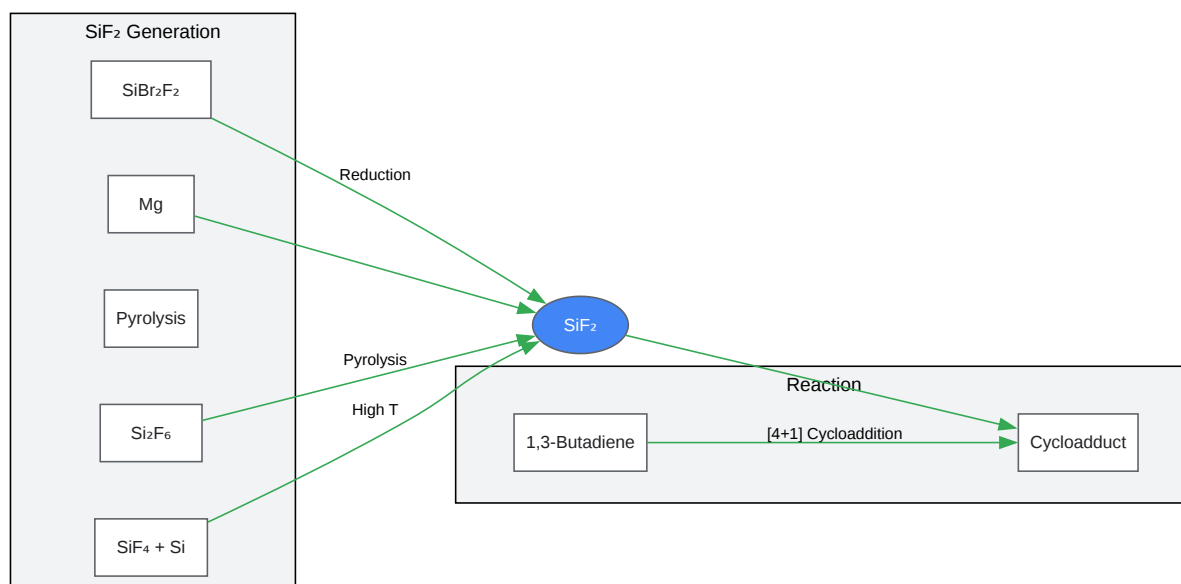 SiF₂ Generation
SiBr₂F₂
Reduction
Mg
Pyrolysis
SiF₂
Pyrolysis
Reaction
High T
Si₂F₆
1,3-Butadiene
[4+1] Cycloaddition
Cycloadduct
SiF₄ + Si